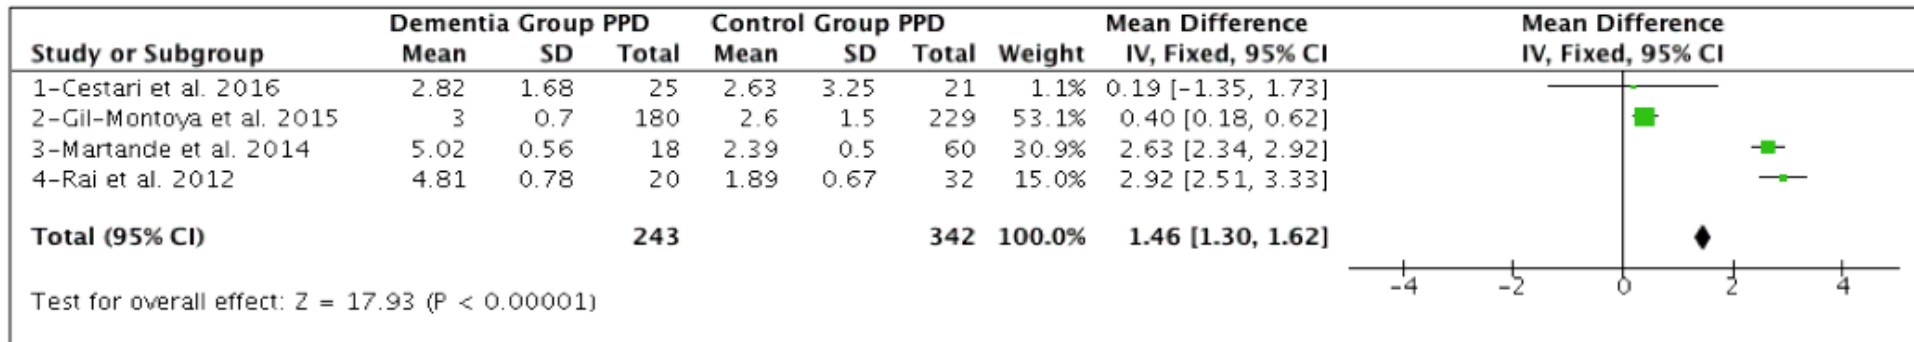 Dementia Group PPD Control Group PPD Mean Difference Mean Difference
Study or Subgroup Mean SD Total Mean SD Total Weight IV, Fixed, 95% CI IV, Fixed, 95% CI
1-Cestari et al. 2016 2.82 1.68 25 2.63 3.25 21 1.1% 0.19 [-1.35, 1.73]
2-Gil-Montoya et al. 2015 3 0.7 180 2.6 1.5 229 53.1% 0.40 [0.18, 0.62]
3-Martande et al. 2014 5.02 0.56 18 2.39 0.5 60 30.9% 2.63 [2.34, 2.92]
4-Rai et al. 2012 4.81 0.78 20 1.89 0.67 32 15.0% 2.92 [2.51, 3.33]
Total (95% CI) 243 342 100.0% 1.46 [1.30, 1.62]
-4 -2 0 2 4
Test for overall effect: Z = 17.93 (P < 0.00001)